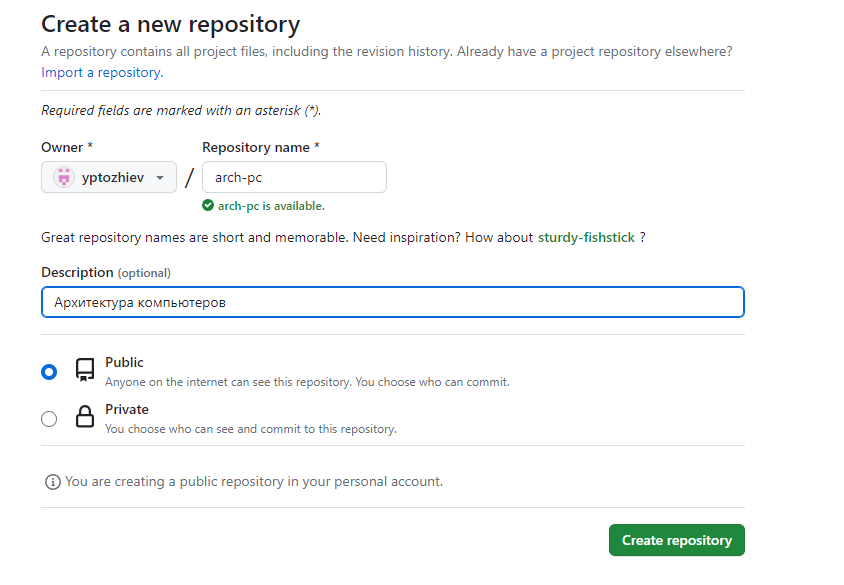 Create a new repository
A repository contains all project files, including the revision history. Already have a project repository elsewhere?
Import a repository.
Required fields are marked with an asterisk (*).
Owner *
Repository name *
yptozhiev
/
arch-pc
arch-pc is available.
Great repository names are short and memorable. Need inspiration? How about sturdy-fishstick ?
Description (optional)
Архитектура компьютеров
Public
Anyone on the internet can see this repository. You choose who can commit.
Private
You choose who can see and commit to this repository.
You are creating a public repository in your personal account.
Create repository